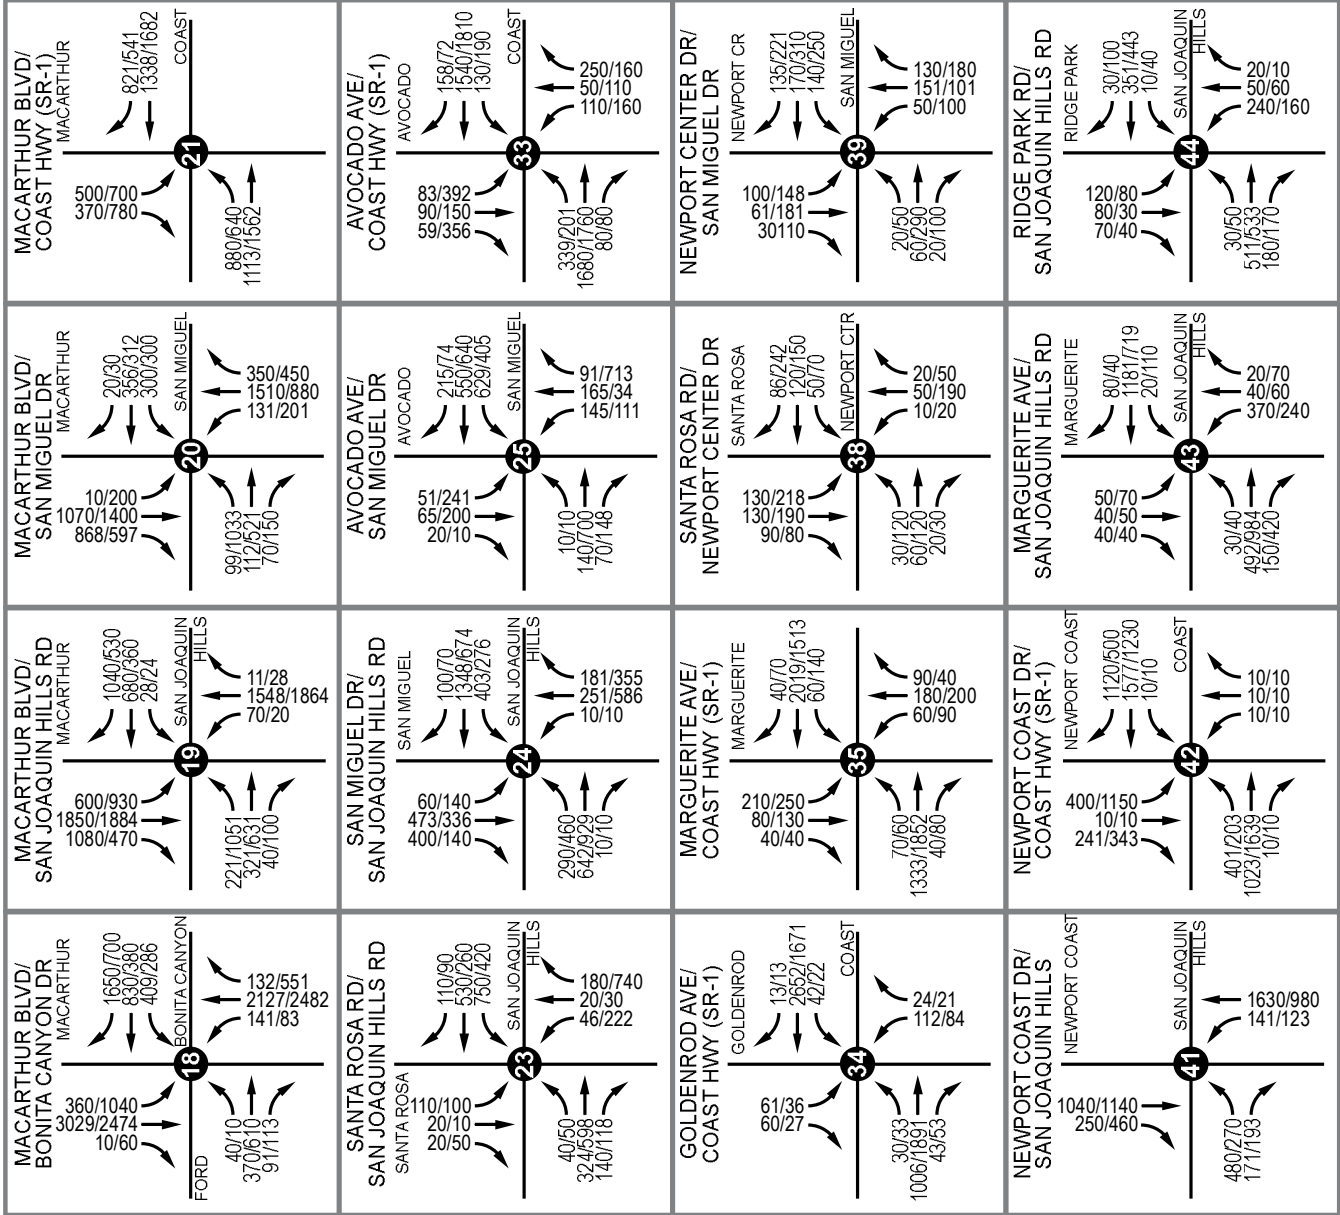 MACARTHUR BLVD/
COAST HWY (SR-1)
MACARTHUR
821/541
1338/1682
COAST
500/700
370/780
21
880/640
1113/1562
AVOCADO AVE/
COAST HWY (SR-1)
AVOCADO
158/72
1540/1810
130/190
COAST
250/160
50/110
110/160
83/392
90/150
59/356
33
339/201
1680/1760
80/80
NEWPORT CENTER DR/
SAN MIGUEL DR
NEWPORT CR
135/221
170/310
140/250
SAN MIGUEL
130/180
151/101
50/100
100/148
61/181
30110
39
20/50
60/290
20/100
RIDGE PARK RD/
SAN JOAQUIN HILLS RD
RIDGE PARK
30/100
351/443
10/40
SAN JOAQUIN
HILLS
20/10
50/60
240/160
120/80
80/30
70/40
44
30/50
511/533
180/170
MACARTHUR BLVD/
SAN MIGUEL DR
MACARTHUR
20/30
356/312
300/300
SAN MIGUEL
350/450
1510/880
131/201
10/200
1070/1400
868/597
20
99/1033
112/521
70/150
AVOCADO AVE/
SAN MIGUEL DR
AVOCADO
215/74
550/640
629/405
SAN MIGUEL
91/713
165/34
145/111
51/241
65/200
20/10
25
10/10
140/700
70/148
SANTA ROSA RD/
NEWPORT CENTER DR
SANTA ROSA
86/242
120/150
50/70
NEWPORT CTR
20/50
50/190
10/20
130/218
130/190
90/80
38
30/120
60/120
20/30
MARGUERITE AVE/
SAN JOAQUIN HILLS RD
MARGUERITE
80/40
1181/719
20/110
SAN JOAQUIN
HILLS
20/70
40/60
370/240
50/70
40/50
40/40
43
30/40
492/984
150/420
MACARTHUR BLVD/
SAN JOAQUIN HILLS RD
MACARTHUR
1040/530
680/360
28/24
SAN JOAQUIN
HILLS
11/28
1548/1864
70/20
600/930
1850/1884
1080/470
19
221/1051
321/631
40/100
SAN MIGUEL DR/
SAN JOAQUIN HILLS RD
SAN MIGUEL
100/70
1348/674
403/276
SAN JOAQUIN
HILLS
181/355
251/586
10/10
60/140
473/336
400/140
24
290/460
642/929
10/10
MARGUERITE AVE/
COAST HWY (SR-1)
MARGUERITE
40/70
2019/1513
60/140
90/40
180/200
60/90
210/250
80/130
40/40
35
70/60
1333/1852
40/80
NEWPORT COAST DR/
COAST HWY (SR-1)
NEWPORT COAST
1120/500
1577/1230
10/10
COAST
10/10
10/10
10/10
400/1150
10/10
241/343
42
401/203
1023/1639
10/10
MACARTHUR BLVD/
BONITA CANYON DR
MACARTHUR
1650/700
830/380
409/286
BONITA CANYON
132/551
2127/2482
141/83
360/1040
3029/2474
10/60
18
FORD
40/10
370/610
91/113
SANTA ROSA RD/
SAN JOAQUIN HILLS RD
SANTA ROSA
110/90
530/260
750/420
SAN JOAQUIN
HILLS
180/740
20/30
46/222
110/100
20/10
20/50
23
40/50
324/598
140/118
GOLDENROD AVE/
COAST HWY (SR-1)
GOLDENROD
13/13
2652/1671
42/22
COAST
24/21
112/84
61/36
60/27
34
30/33
1006/1891
43/53
NEWPORT COAST DR/
SAN JOAQUIN HILLS
NEWPORT COAST
SAN JOAQUIN
HILLS
1630/980
141/123
1040/1140
250/460
41
480/270
171/193